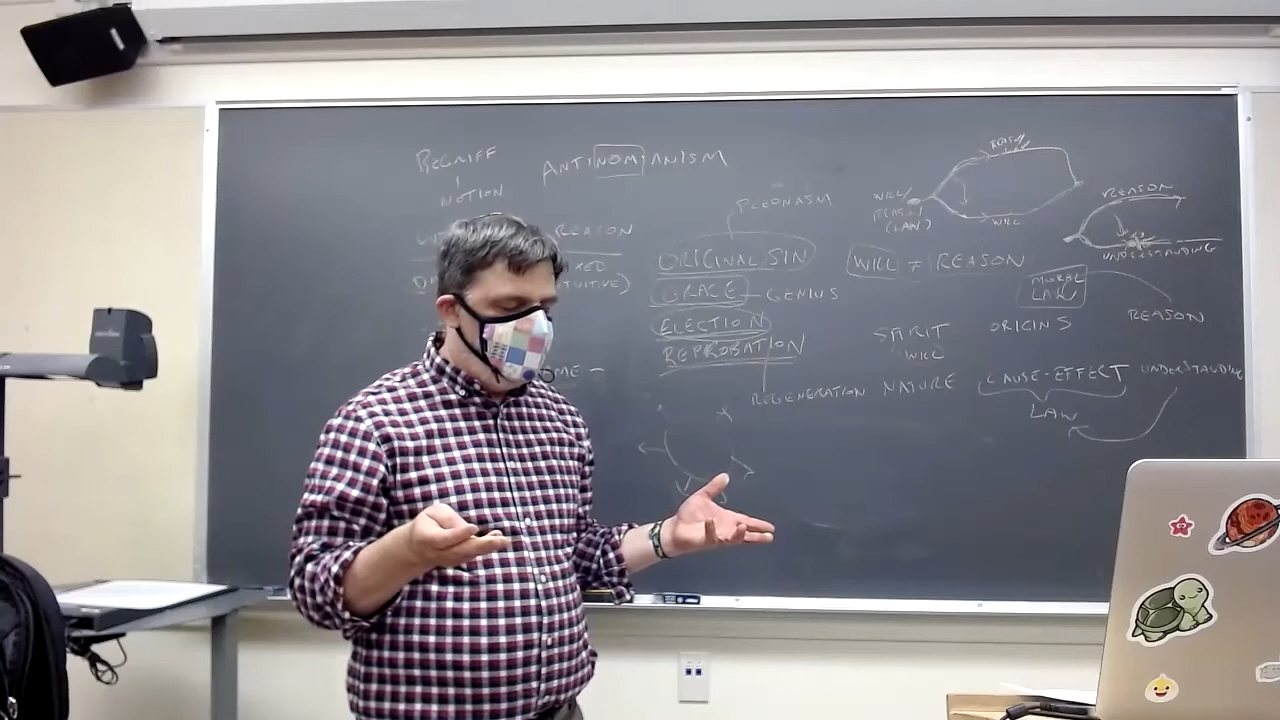 BEGRIFF
NOTION
ANTINOMIANISM
REASON
PLEONASM
ORIGINAL SIN
GRACE - GENIUS
ELECTION
REPROBATION
REGENERATION
WILL ≠ REASON
WILL/
REASON
(LAW)
REASON
WILL
REASON
UNDERSTANDING
MORAL
LAW
REASON
SPIRIT
WILL
ORIGINS
NATURE
CAUSE-EFFECT
UNDERSTANDING
LAW